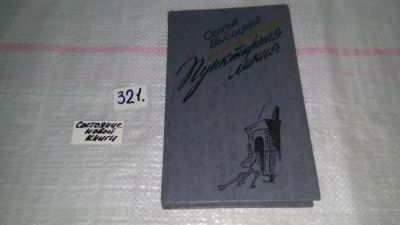 Сергей
Высоцкий
Пунктирная
линия
321.
Состояние
новой
книги